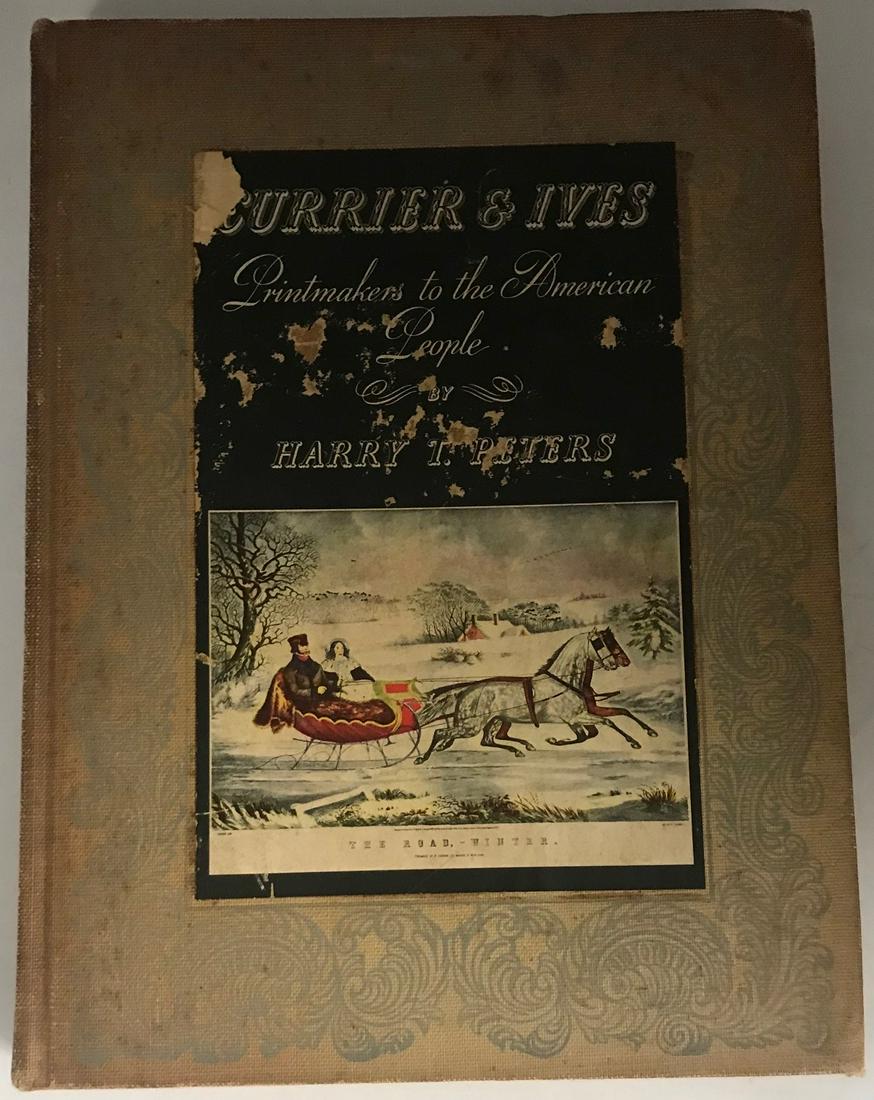 CURRIER & IVES
Printmakers to the American
People
BY
HARRY T. PETERS
THE ROAD,-WINTER.